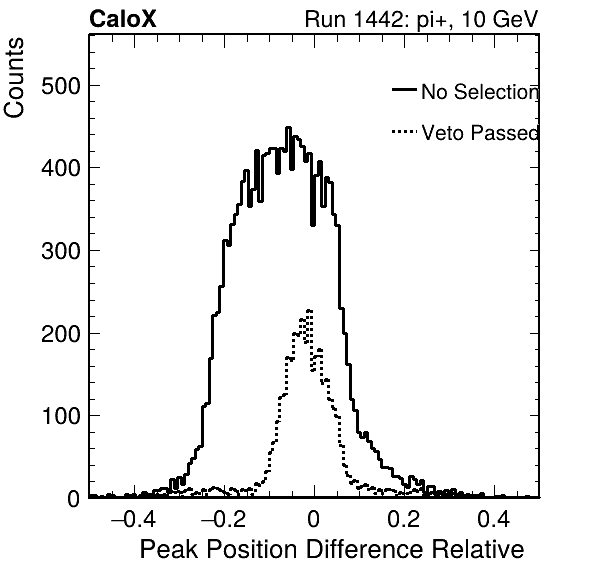 CaloX Run 1442: pi+, 10 GeV
Counts
500
400
300
200
100
0
No Selection
Veto Passed
−0.4 −0.2 0 0.2 0.4
Peak Position Difference Relative